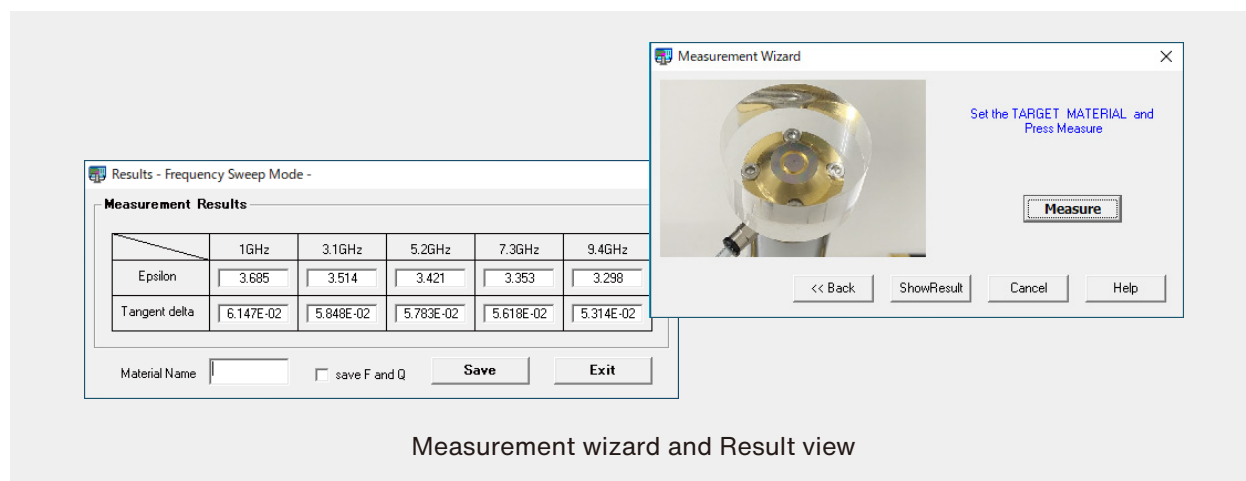 Measurement Wizard
Set the TARGET MATERIAL and
Press Measure
Measure
<< Back ShowResult Cancel Help
Results - Frequency Sweep Mode -
Measurement Results
1GHz 3.1GHz 5.2GHz 7.3GHz 9.4GHz
Epsilon 3.685 3.514 3.421 3.353 3.298
Tangent delta 6.147E-02 5.848E-02 5.783E-02 5.618E-02 5.314E-02
Material Name save F and Q Save Exit
Measurement wizard and Result view